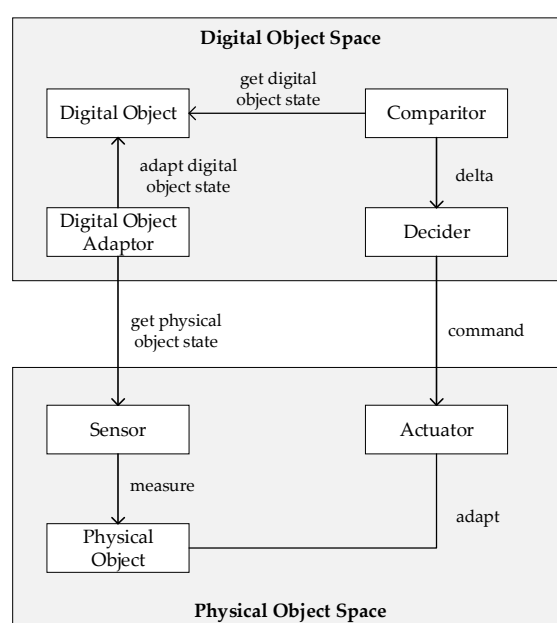 Digital Object Space
get digital
object state
Digital Object
Comparitor
adapt digital
object state
delta
Digital Object
Adaptor
Decider
get physical
object state
command
Sensor
Actuator
measure
adapt
Physical
Object
Physical Object Space